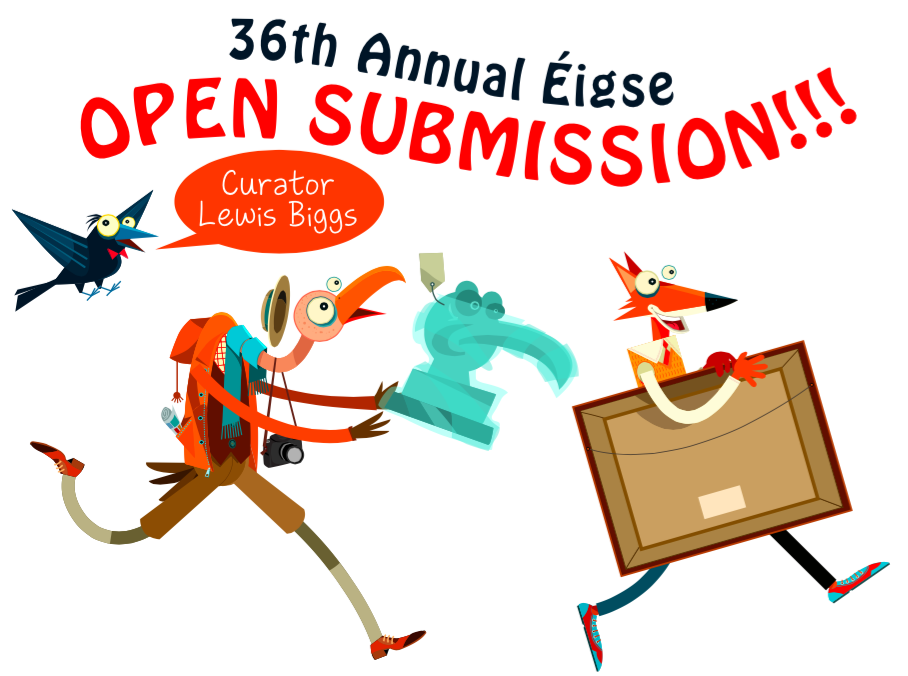 36th Annual Éigse
OPEN SUBMISSION!!!
Curator
Lewis Biggs